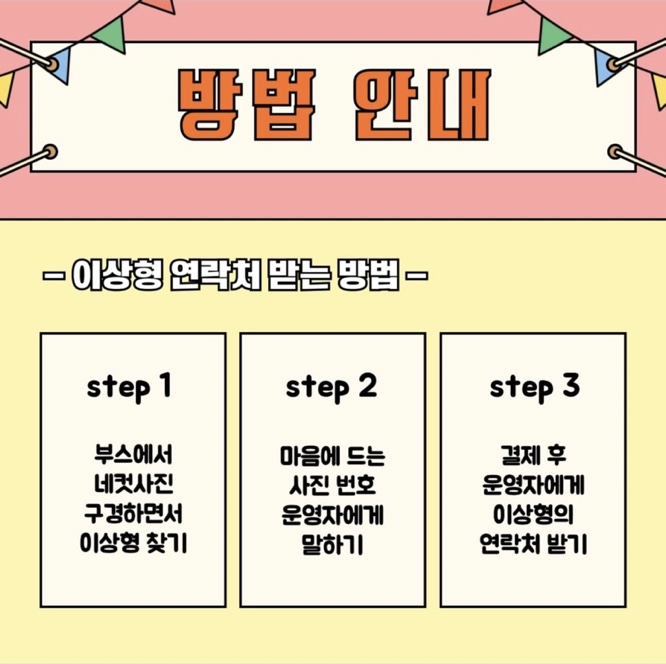 방법 안내
- 이상형 연락처 받는 방법 -
step 1
부스에서
네컷사진
구경하면서
이상형 찾기
step 2
마음에 드는
사진 번호
운영자에게
말하기
step 3
결제 후
운영자에게
이상형의
연락처 받기